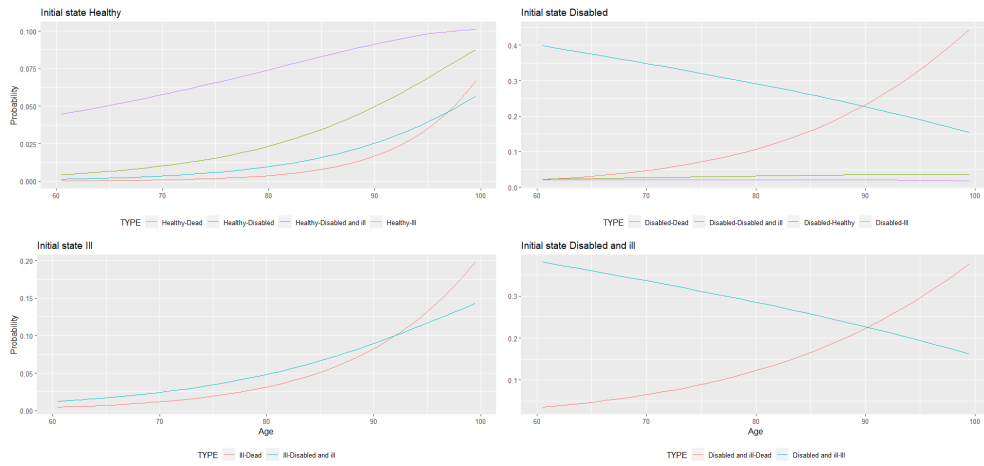 Initial state Healthy
0.100
0.075
0.050
0.025
0.000
Probability
60 70 80 90 100
TYPE Healthy-Dead Healthy-Disabled Healthy-Disabled and ill Healthy-Ill
Initial state Disabled
0.4
0.3
0.2
0.1
0.0
60 70 80 90 100
TYPE Disabled-Dead Disabled-Disabled and ill Disabled-Healthy Disabled-Ill
Initial state Ill
0.20
0.15
0.10
0.05
0.00
Probability
60 70 80 90 100
Age
TYPE Ill-Dead Ill-Disabled and ill
Initial state Disabled and ill
0.3
0.2
0.1
60 70 80 90 100
Age
TYPE Disabled and ill-Dead Disabled and ill-Ill